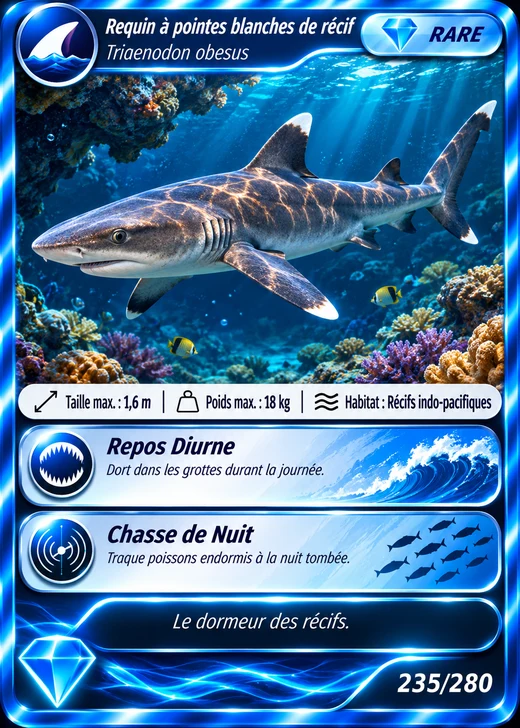 Requin à pointes blanches de récif
Triaenodon obesus
RARE
Taille max. : 1,6 m
Poids max. : 18 kg
Habitat : Récifs indo-pacifiques
Repos Diurne
Dort dans les grottes durant la journée.
Chasse de Nuit
Traque poissons endormis à la nuit tombée.
Le dormeur des récifs.
235/280